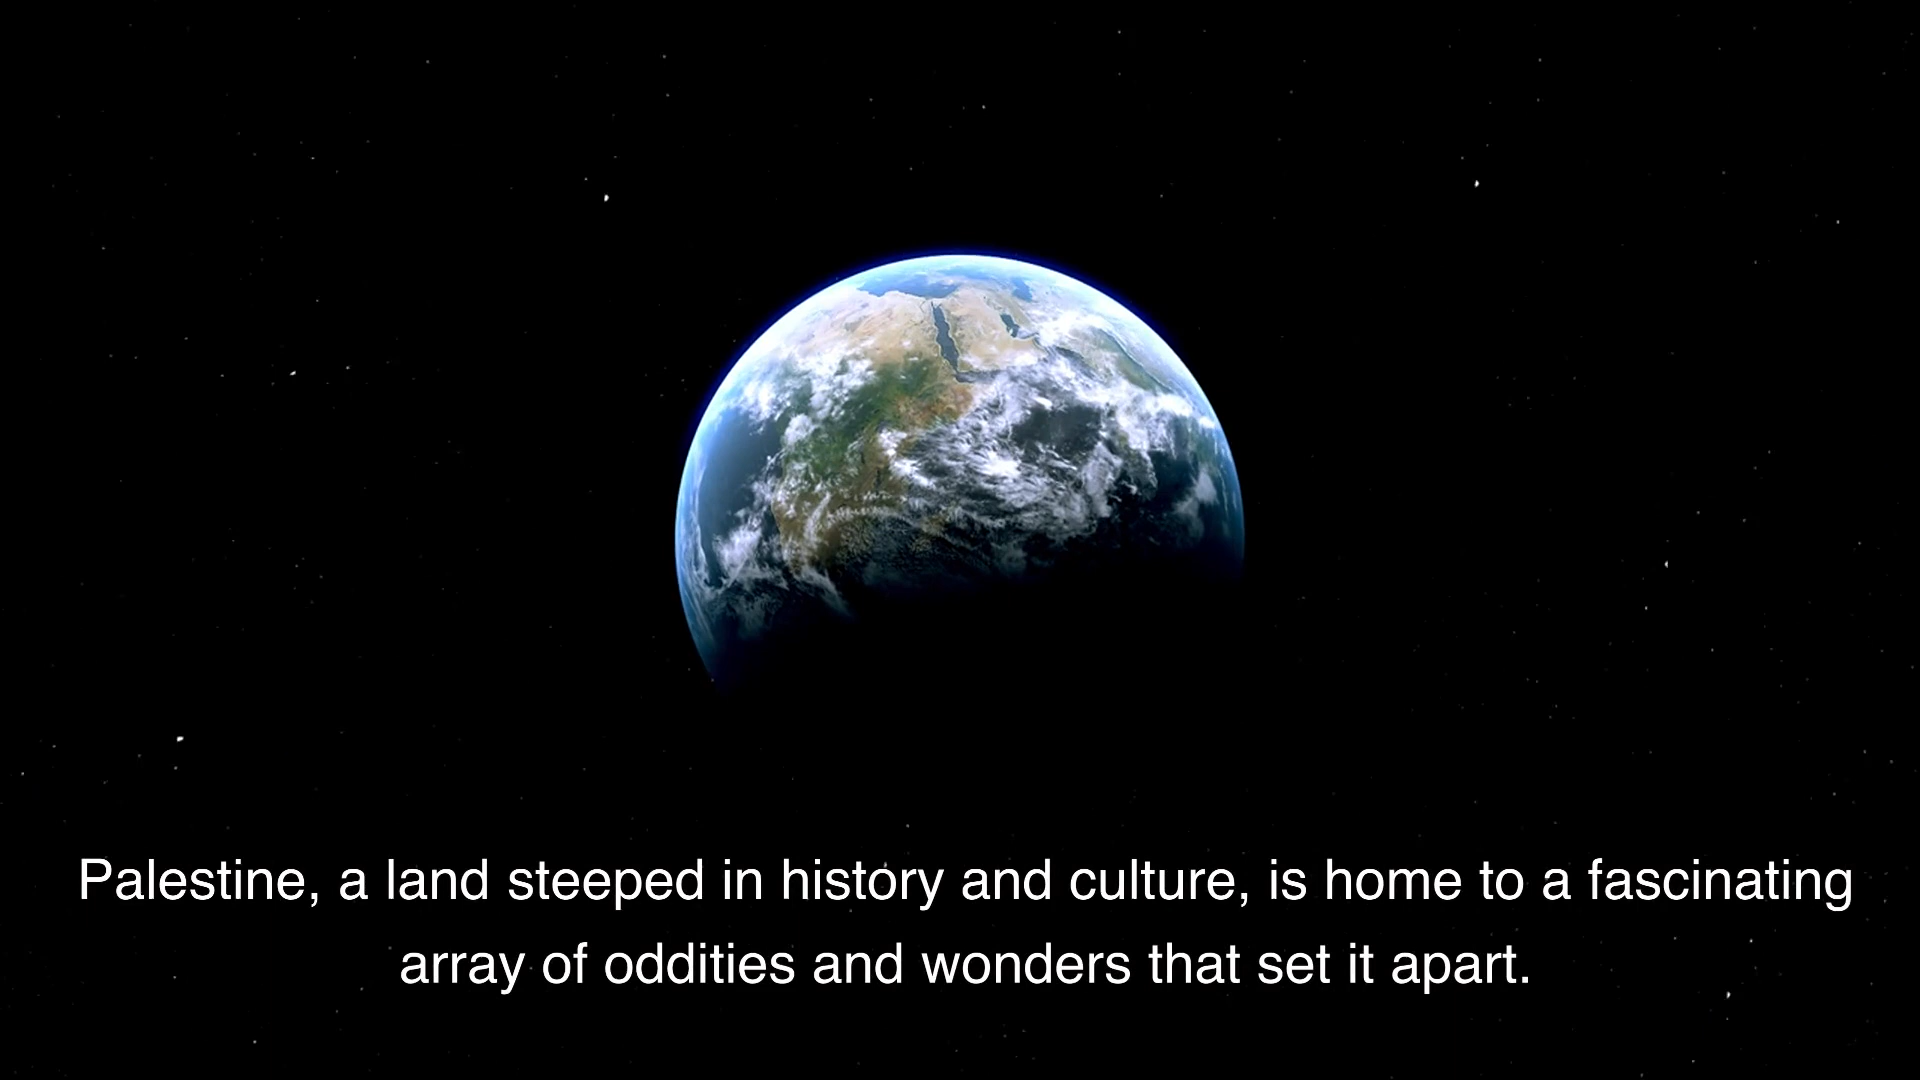 Palestine, a land steeped in history and culture, is home to a fascinating
array of oddities and wonders that set it apart.